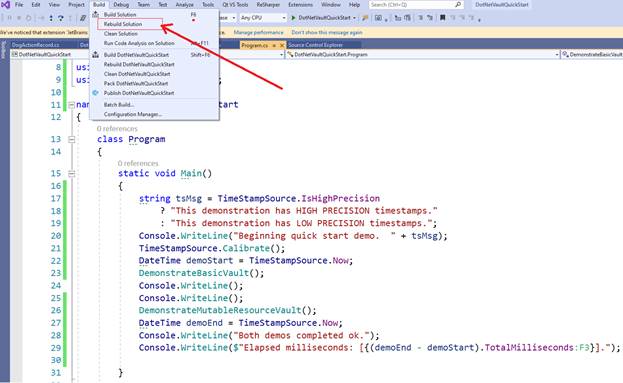 File Edit View Project Build Debug Team Test Analyze Tools Qt VS Tools ReSharper Extensions Window Help Search (Ctrl+Q)
Any CPU DotNetVaultQuickStart
We've noticed that extension 'JetBrains Manage performance Don't show this message again
DogActionRecord.cs Program.cs Source Control Explorer
DotNetVaultQuickStart DotNetVaultQuickStart.Program DemonstrateBasicVault
Build Solution F6
Rebuild Solution
Clean Solution
Run Code Analysis on Solution Alt+F11
Build DotNetVaultQuickStart Shift+F6
Rebuild DotNetVaultQuickStart
Clean DotNetVaultQuickStart
Pack DotNetVaultQuickStart
Publish DotNetVaultQuickStart
Batch Build...
Configuration Manager...
8
9
10
11
12 {
0 references
13 class Program
14 {
0 references
15 static void Main()
16 {
17 string tsMsg = TimeStampSource.IsHighPrecision
18 ? "This demonstration has HIGH PRECISION timestamps."
19 : "This demonstration has LOW PRECISION timestamps.";
20 Console.WriteLine("Beginning quick start demo.  " + tsMsg);
21 TimeStampSource.Calibrate();
22 DateTime demoStart = TimeStampSource.Now;
23 DemonstrateBasicVault();
24 Console.WriteLine();
25 Console.WriteLine();
26 DemonstrateMutableResourceVault();
27 DateTime demoEnd = TimeStampSource.Now;
28 Console.WriteLine("Both demos completed ok.");
29 Console.WriteLine($"Elapsed milliseconds: [{(demoEnd - demoStart).TotalMilliseconds:F3}].");
30
31 }